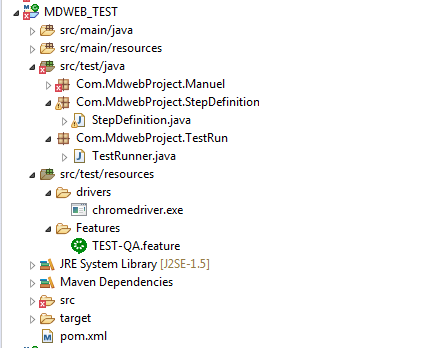 MDWEB_TEST
src/main/java
src/main/resources
src/test/java
Com.MdwebProject.Manuel
Com.MdwebProject.StepDefinition
StepDefinition.java
Com.MdwebProject.TestRun
TestRunner.java
src/test/resources
drivers
chromedriver.exe
Features
TEST-QA.feature
JRE System Library [J2SE-1.5]
Maven Dependencies
src
target
pom.xml